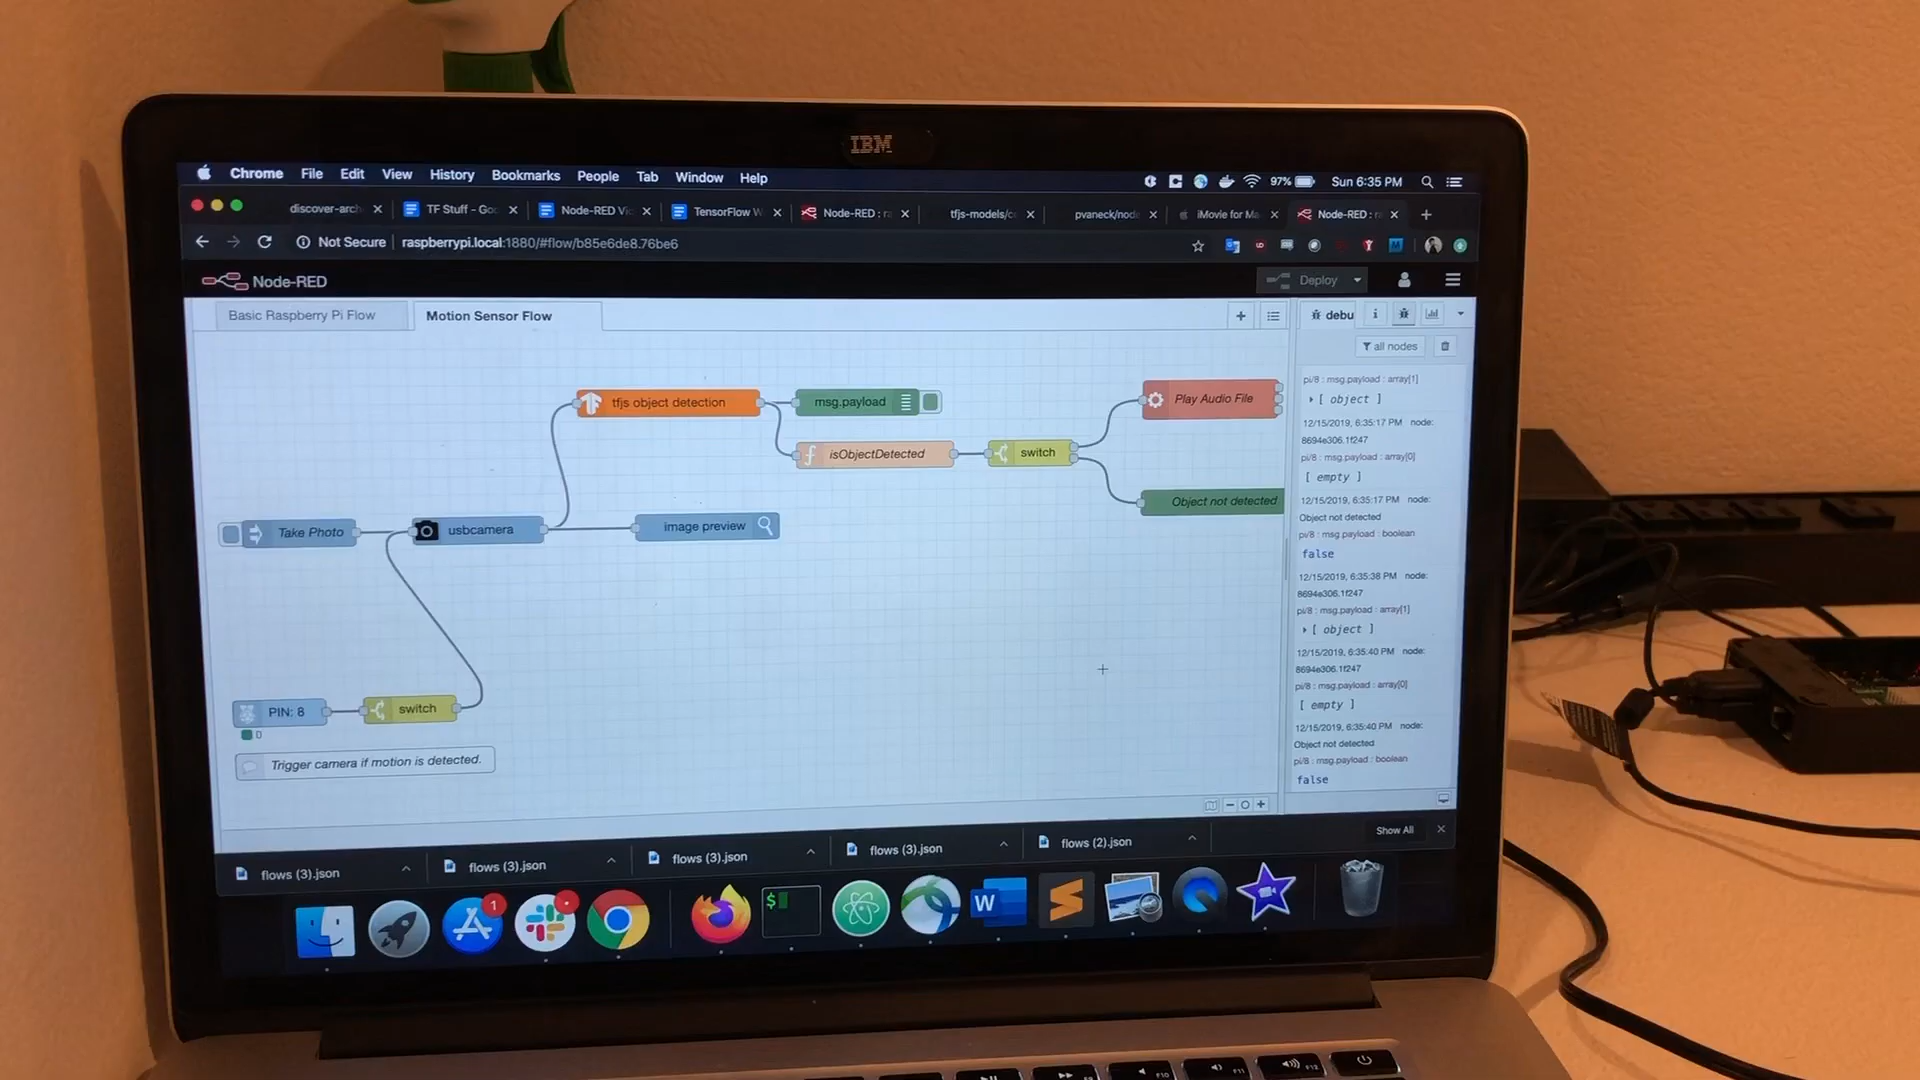 IBM
Chrome File Edit View History Bookmarks People Tab Window Help 97% Sun 6:35 PM
discover-arch TF Stuff - Goo Node-RED Vid TensorFlow W Node-RED : ra tfjs-models/co pvaneck/node iMovie for Ma Node-RED : ra
Not Secure raspberrypi.local:1880/#flow/b85e6de8.76be6
Node-RED Deploy
Basic Raspberry Pi Flow Motion Sensor Flow debu
all nodes
pi/8 : msg.payload : array[1]
[ object ]
12/15/2019, 6:35:17 PM node:
8694e306.1f247
pi/8 : msg.payload : array[0]
[ empty ]
12/15/2019, 6:35:17 PM node:
Object not detected
pi/8 : msg.payload : boolean
false
12/15/2019, 6:35:38 PM node:
8694e306.1f247
pi/8 : msg.payload : array[1]
[ object ]
12/15/2019, 6:35:40 PM node:
8694e306.1f247
pi/8 : msg.payload : array[0]
[ empty ]
12/15/2019, 6:35:40 PM node:
Object not detected
pi/8 : msg.payload : boolean
false
tfjs object detection msg.payload Play Audio File
isObjectDetected switch
Object not detected
Take Photo usbcamera image preview
PIN: 8 switch
0
Trigger camera if motion is detected.
flows (3).json flows (3).json flows (3).json flows (3).json flows (2).json Show All
1
$
W
F10 F11 F12